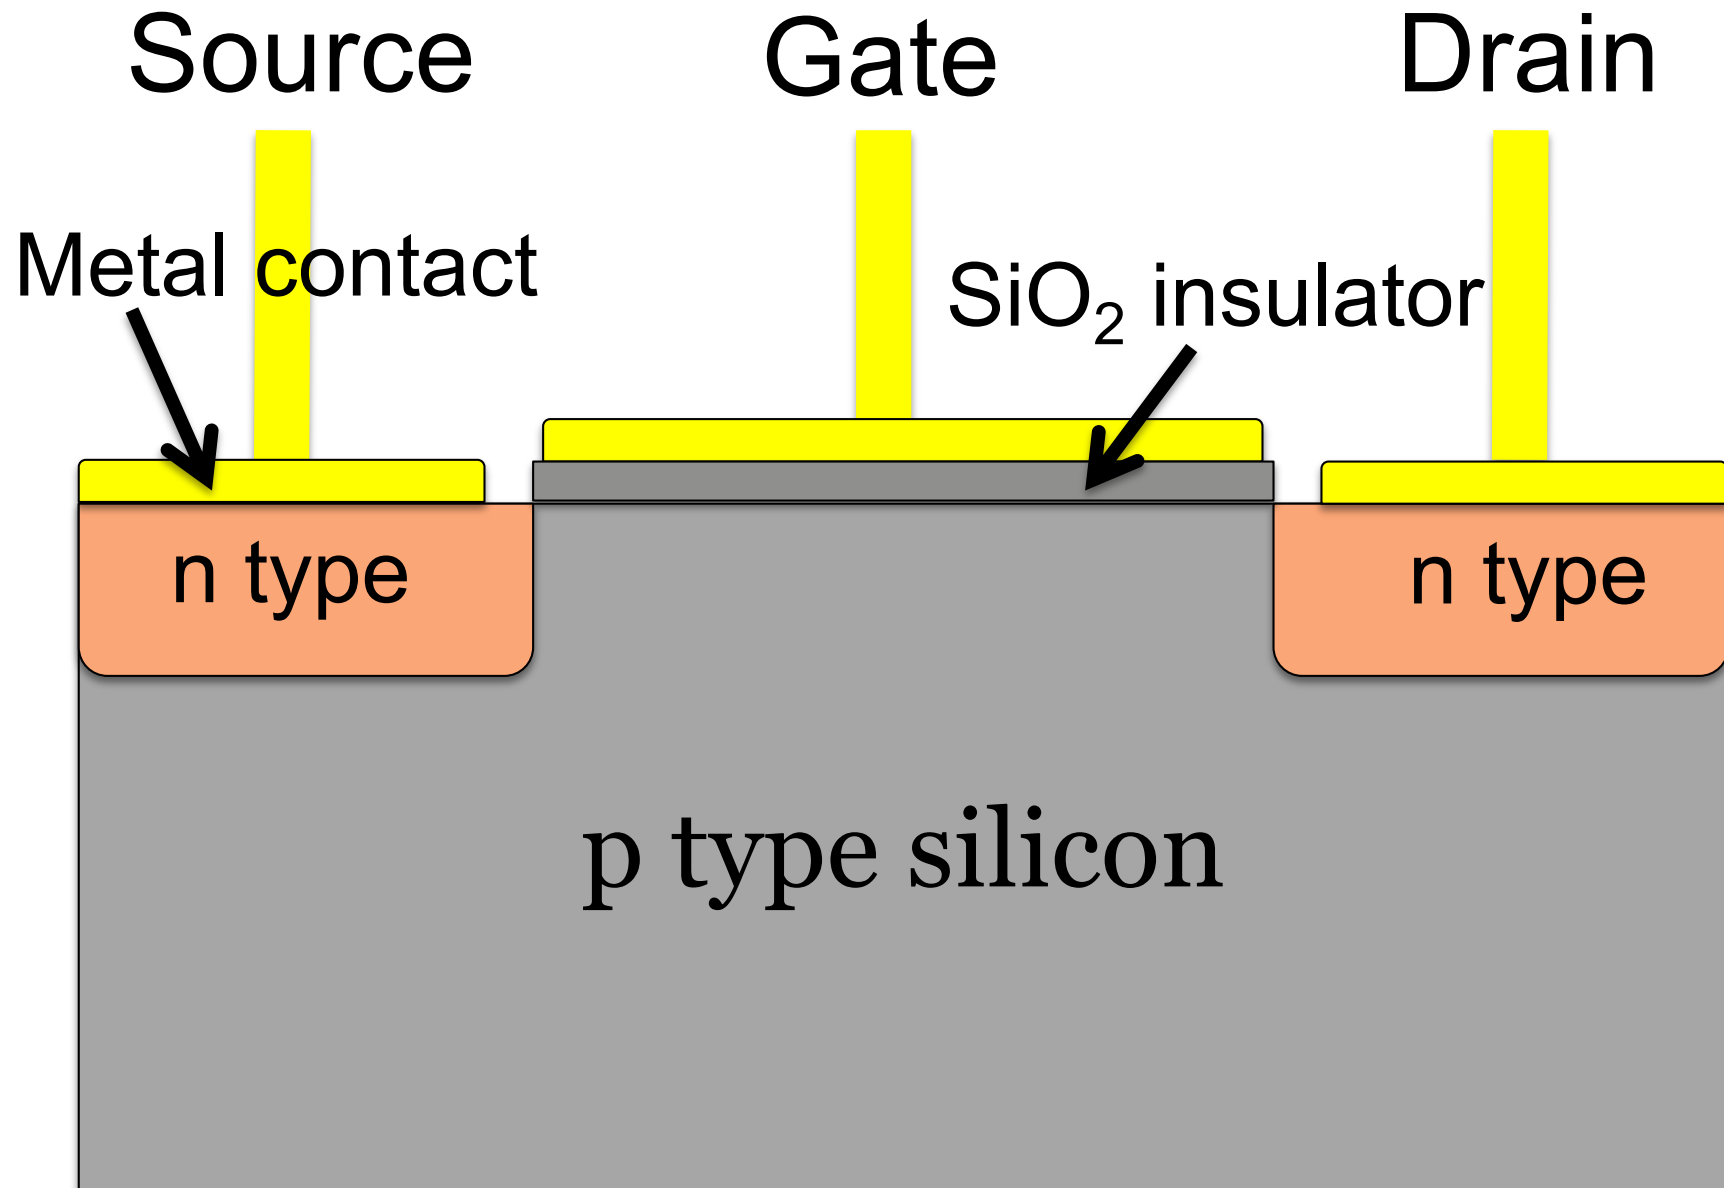 Source
Gate
Drain
Metal contact
SiO₂ insulator
n type
n type
p type silicon